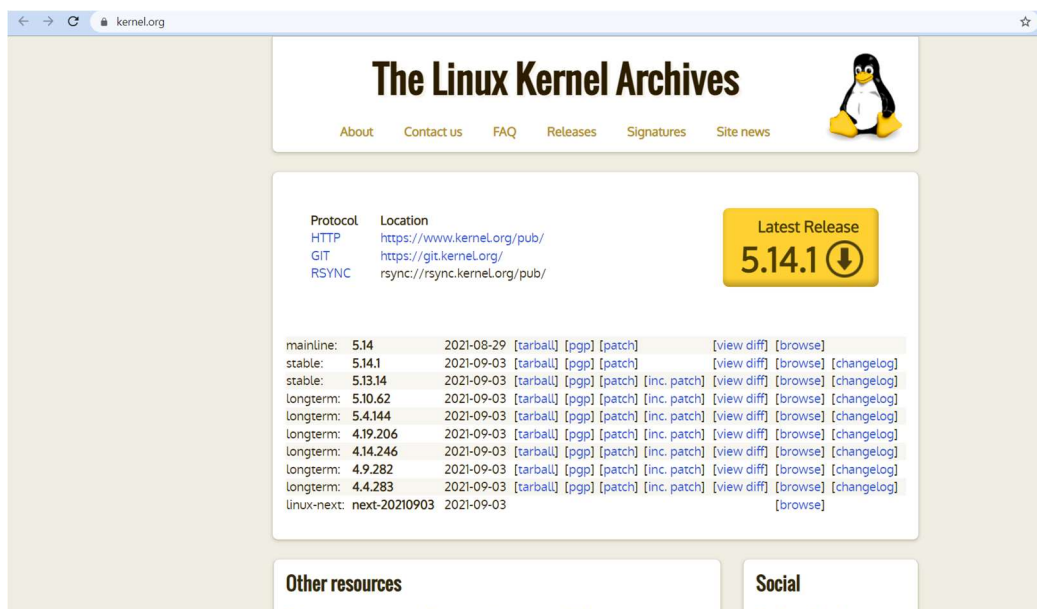 kernel.org
The Linux Kernel Archives
About Contact us FAQ Releases Signatures Site news
Protocol Location
HTTP https://www.kernel.org/pub/
GIT https://git.kernel.org/
RSYNC rsync://rsync.kernel.org/pub/
Latest Release
5.14.1
mainline: 5.14 2021-08-29 [tarball] [pgp] [patch] [view diff] [browse]
stable: 5.14.1 2021-09-03 [tarball] [pgp] [patch] [view diff] [browse] [changelog]
stable: 5.13.14 2021-09-03 [tarball] [pgp] [patch] [inc. patch] [view diff] [browse] [changelog]
longterm: 5.10.62 2021-09-03 [tarball] [pgp] [patch] [inc. patch] [view diff] [browse] [changelog]
longterm: 5.4.144 2021-09-03 [tarball] [pgp] [patch] [inc. patch] [view diff] [browse] [changelog]
longterm: 4.19.206 2021-09-03 [tarball] [pgp] [patch] [inc. patch] [view diff] [browse] [changelog]
longterm: 4.14.246 2021-09-03 [tarball] [pgp] [patch] [inc. patch] [view diff] [browse] [changelog]
longterm: 4.9.282 2021-09-03 [tarball] [pgp] [patch] [inc. patch] [view diff] [browse] [changelog]
longterm: 4.4.283 2021-09-03 [tarball] [pgp] [patch] [inc. patch] [view diff] [browse] [changelog]
linux-next: next-20210903 2021-09-03 [browse]
Other resources
Social